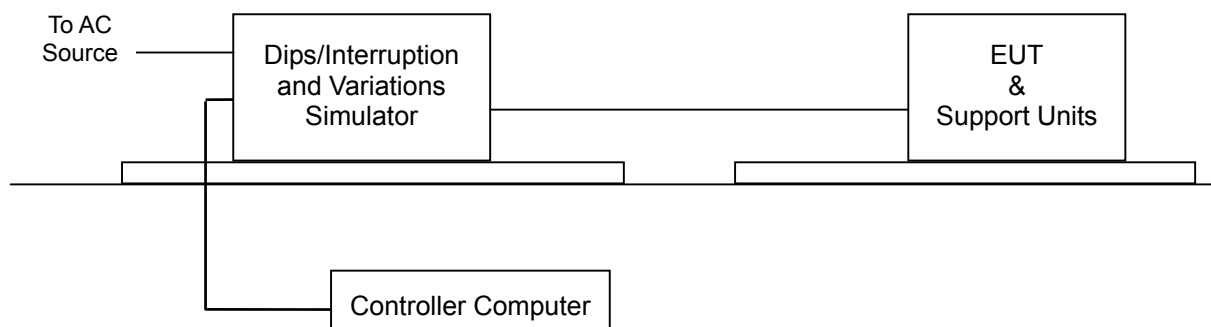 To AC
Source
Dips/Interruption
and Variations
Simulator
EUT
&
Support Units
Controller Computer